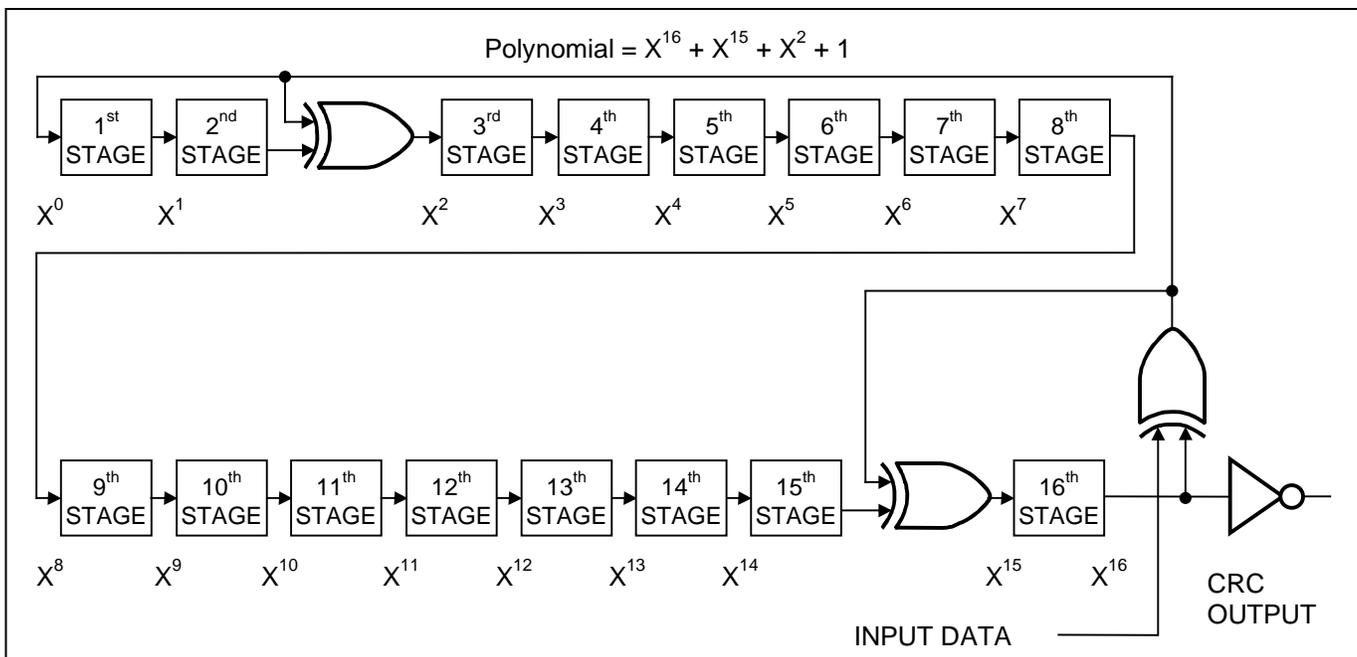 Polynomial = X¹⁶ + X¹⁵ + X² + 1
1ˢᵗ STAGE
2ⁿᵈ STAGE
3ʳᵈ STAGE
4ᵗʰ STAGE
5ᵗʰ STAGE
6ᵗʰ STAGE
7ᵗʰ STAGE
8ᵗʰ STAGE
X⁰ X¹ X² X³ X⁴ X⁵ X⁶ X⁷
9ᵗʰ STAGE
10ᵗʰ STAGE
11ᵗʰ STAGE
12ᵗʰ STAGE
13ᵗʰ STAGE
14ᵗʰ STAGE
15ᵗʰ STAGE
16ᵗʰ STAGE
X⁸ X⁹ X¹⁰ X¹¹ X¹² X¹³ X¹⁴ X¹⁵ X¹⁶
CRC
OUTPUT
INPUT DATA